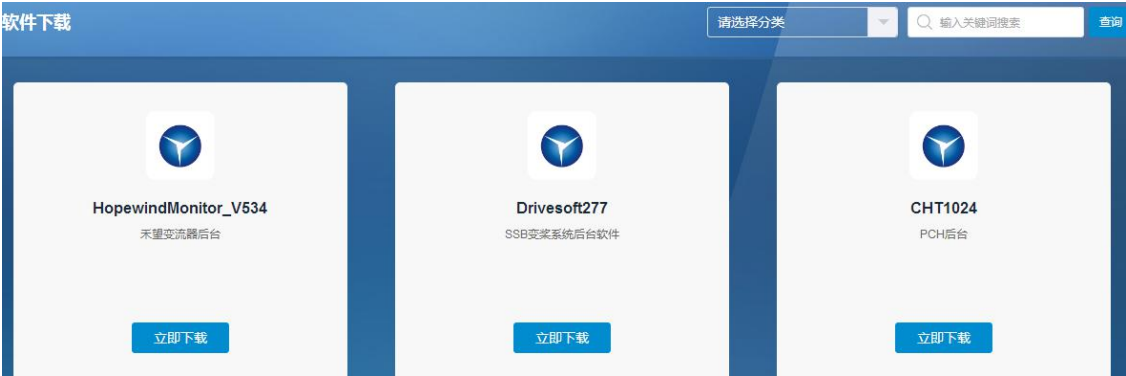 软件下载
请选择分类
输入关键词搜索
查询
HopewindMonitor_V534
禾望变流器后台
立即下载
Drivesoft277
SSB变桨系统后台软件
立即下载
CHT1024
PCH后台
立即下载